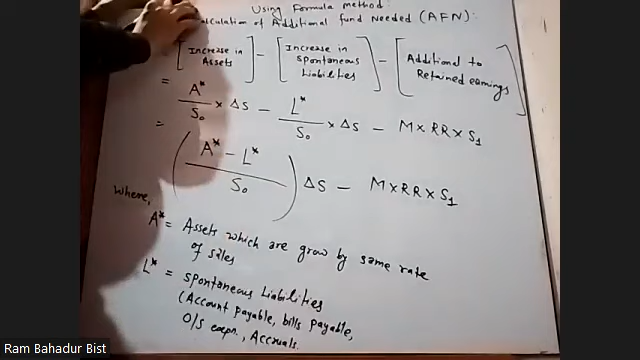 Using Formula method:
Calculation of Additional fund Needed (AFN):
[Increase in Assets] - [Increase in Spontaneous Liabilities] - [Additional to Retained earnings]
= A*/S₀ × ΔS - L*/S₀ × ΔS - M×RR×S₁
= (A* - L*/S₀) ΔS - M×RR×S₁
Where,
A* = Assets which are grow by same rate
of sales
L* = spontaneous Liabilities
(Account payable, bills payable,
O/S expn., Accruals.
Ram Bahadur Bist